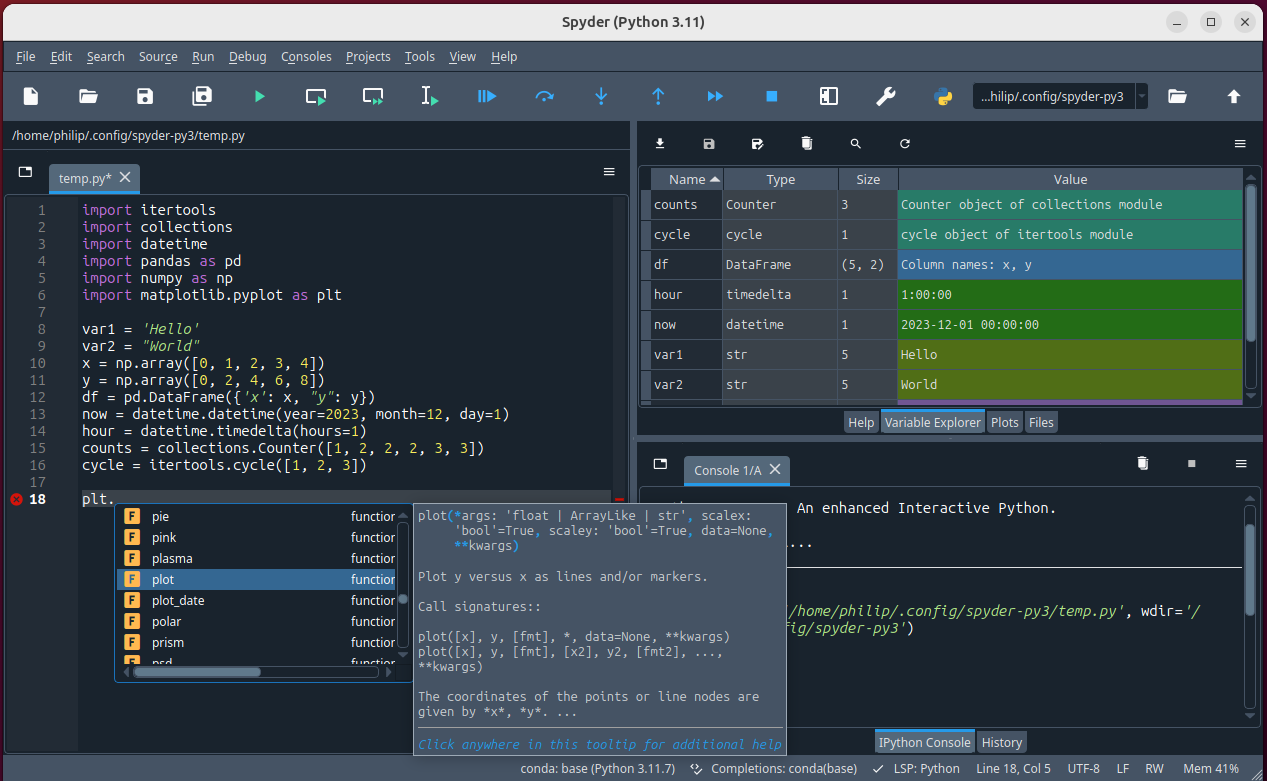 Spyder (Python 3.11)
File Edit Search Source Run Debug Consoles Projects Tools View Help
...hilip/.config/spyder-py3
/home/philip/.config/spyder-py3/temp.py
temp.py*
1 import itertools
2 import collections
3 import datetime
4 import pandas as pd
5 import numpy as np
6 import matplotlib.pyplot as plt
7
8 var1 = 'Hello'
9 var2 = "World"
10 x = np.array([0, 1, 2, 3, 4])
11 y = np.array([0, 2, 4, 6, 8])
12 df = pd.DataFrame({'x': x, "y": y})
13 now = datetime.datetime(year=2023, month=12, day=1)
14 hour = datetime.timedelta(hours=1)
15 counts = collections.Counter([1, 2, 2, 2, 3, 3])
16 cycle = itertools.cycle([1, 2, 3])
17
18 plt.
F pie function
F pink function
F plasma function
F plot function
F plot_date function
F polar function
F prism function
F psd function
plot(*args: 'float | ArrayLike | str', scalex:
'bool'=True, scaley: 'bool'=True, data=None,
**kwargs)
Plot y versus x as lines and/or markers.
Call signatures::
plot([x], y, [fmt], *, data=None, **kwargs)
plot([x], y, [fmt], [x2], y2, [fmt2], ...,
**kwargs)
The coordinates of the points or line nodes are
given by *x*, *y*. ...
Click anywhere in this tooltip for additional help
Name Type Size Value
counts Counter 3 Counter object of collections module
cycle cycle 1 cycle object of itertools module
df DataFrame (5, 2) Column names: x, y
hour timedelta 1 1:00:00
now datetime 1 2023-12-01 00:00:00
var1 str 5 Hello
var2 str 5 World
Help Variable Explorer Plots Files
Console 1/A
An enhanced Interactive Python.
...
/home/philip/.config/spyder-py3/temp.py', wdir='/
fig/spyder-py3')
IPython Console History
conda: base (Python 3.11.7) Completions: conda(base) LSP: Python Line 18, Col 5 UTF-8 LF RW Mem 41%